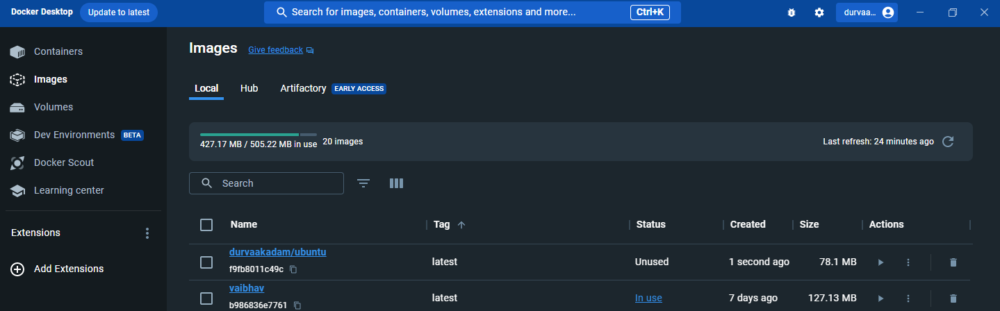 Docker Desktop Update to latest Search for images, containers, volumes, extensions and more... Ctrl+K durvaa...
Containers
Images
Volumes
Dev Environments BETA
Docker Scout
Learning center
Extensions
Add Extensions
Images Give feedback
Local Hub Artifactory EARLY ACCESS
427.17 MB / 505.22 MB in use 20 images Last refresh: 24 minutes ago
Search
Name Tag Status Created Size Actions
durvaakadam/ubuntu
f9fb8011c49c latest Unused 1 second ago 78.1 MB
vaibhav
b986836e7761 latest In use 7 days ago 127.13 MB